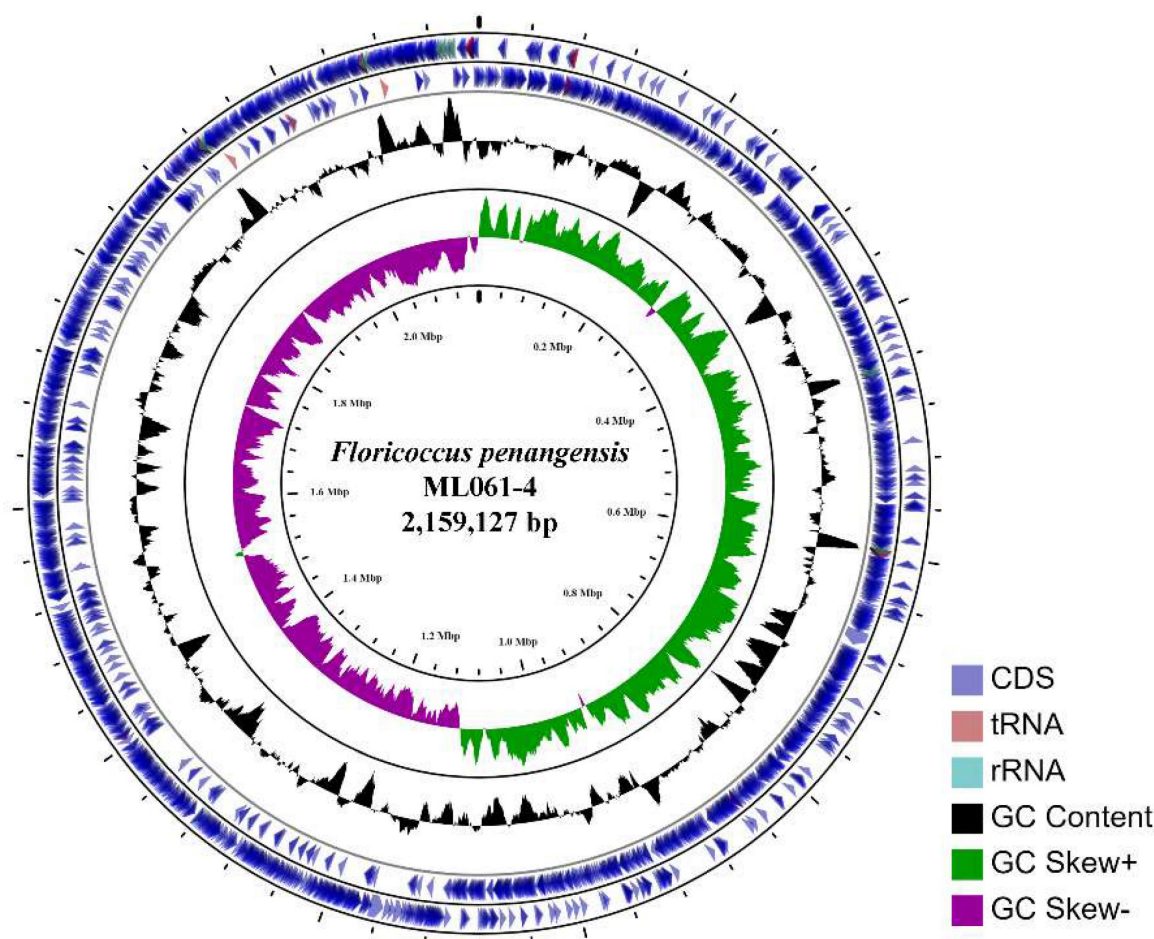 2.0 Mbp
0.2 Mbp
1.8 Mbp
0.4 Mbp
Floricoccus penangensis
ML061-4
1.6 Mbp
2,159,127 bp
0.6 Mbp
1.4 Mbp
0.8 Mbp
1.2 Mbp
1.0 Mbp
CDS
tRNA
rRNA
GC Content
GC Skew+
GC Skew-